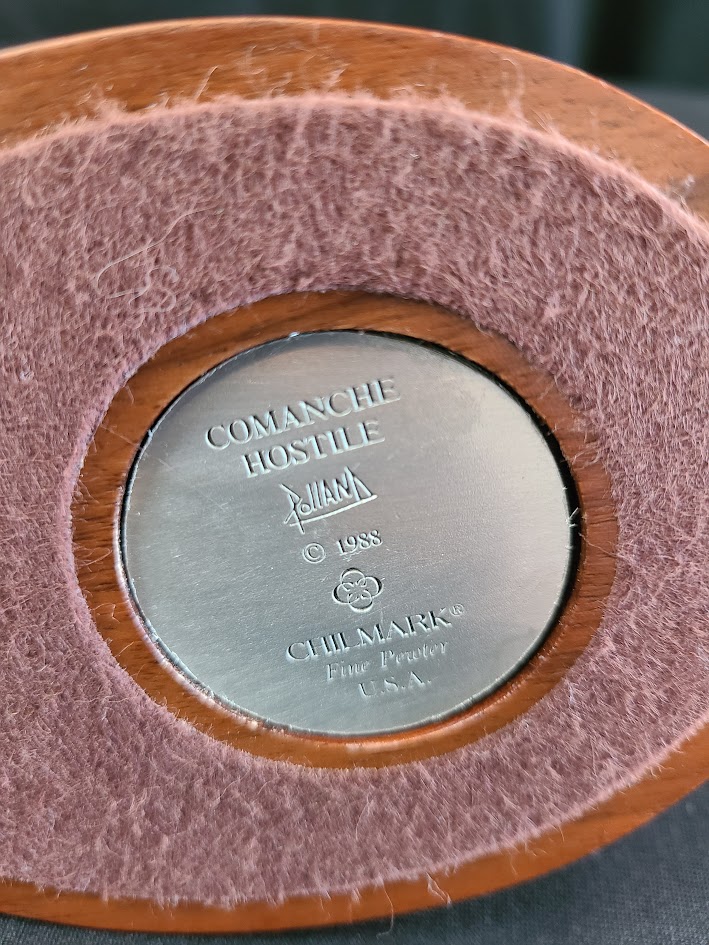 COMANCHE
HOSTILE
Polland
© 1988
CHILMARK®
Fine Pewter
U.S.A.